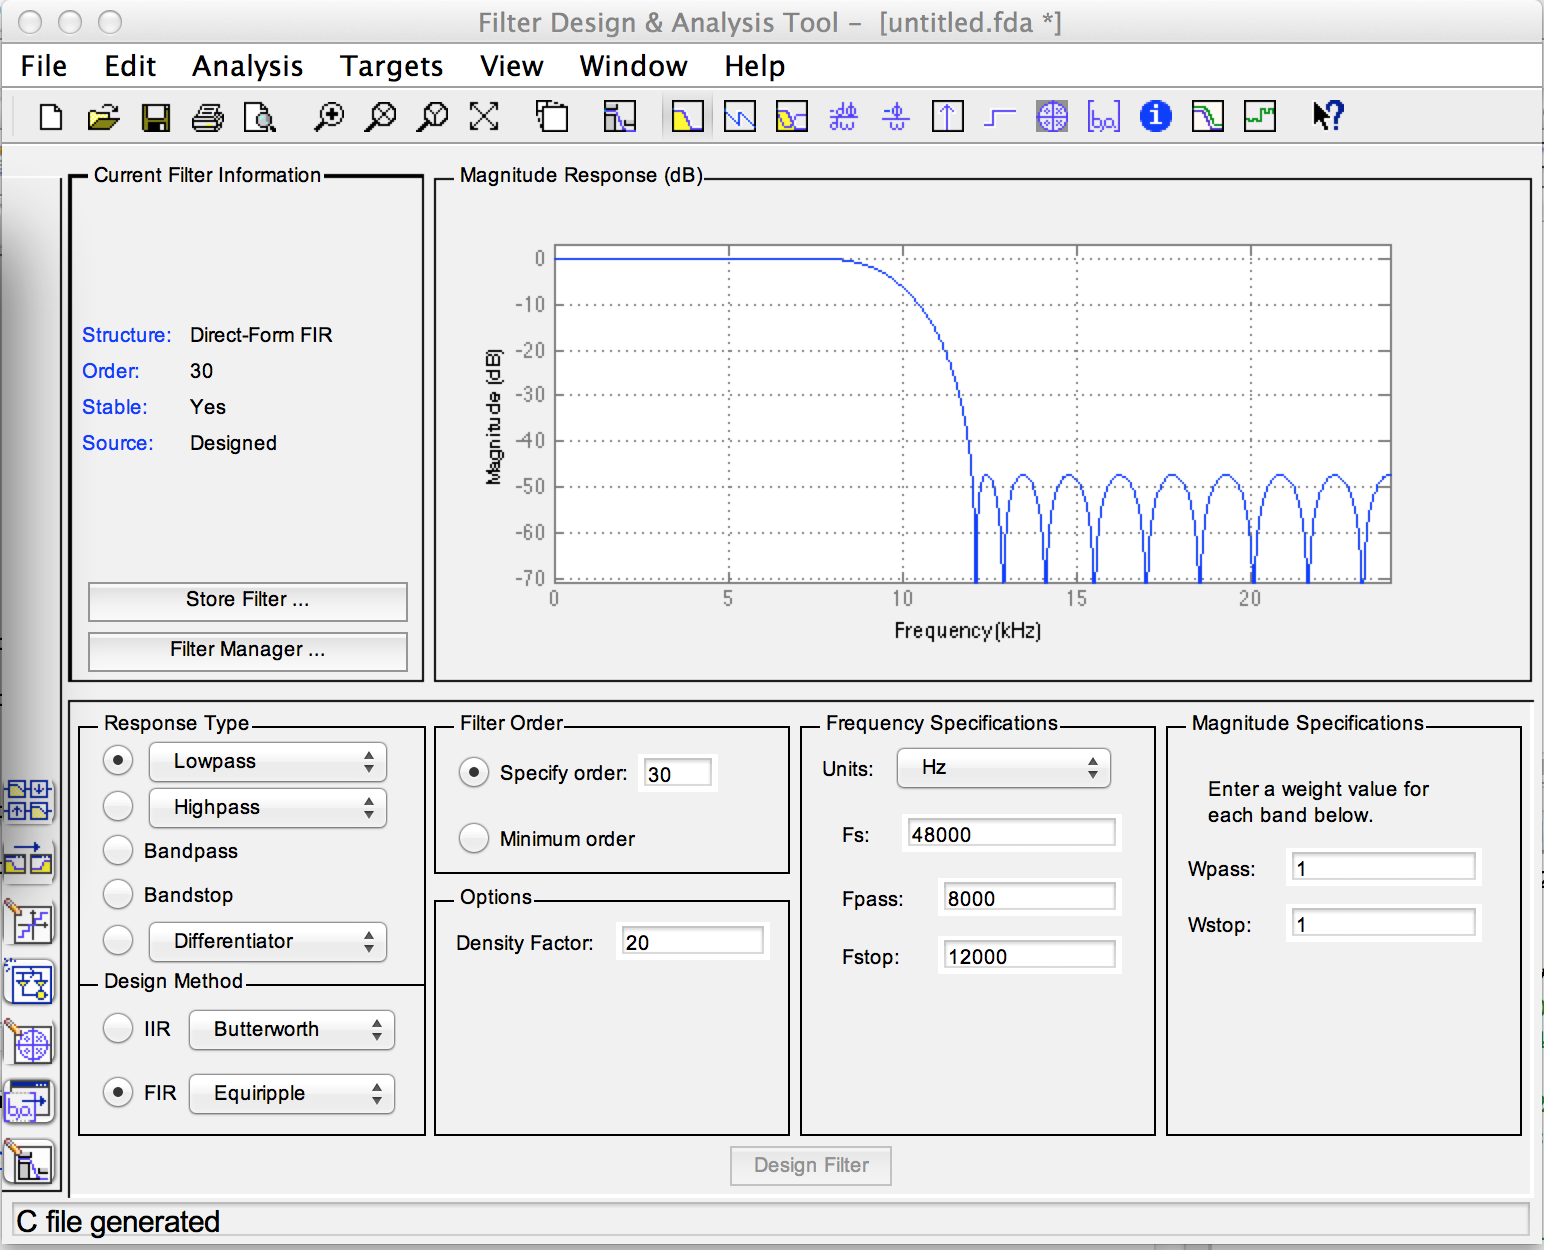 Filter Design & Analysis Tool - [untitled.fda *]
File Edit Analysis Targets View Window Help
Current Filter Information
Structure: Direct-Form FIR
Order: 30
Stable: Yes
Source: Designed
Store Filter ...
Filter Manager ...
Magnitude Response (dB)
0
-10
-20
-30
-40
-50
-60
-70
Magnitude (dB)
0 5 10 15 20
Frequency (kHz)
Response Type
Lowpass
Highpass
Bandpass
Bandstop
Differentiator
Design Method
IIR Butterworth
FIR Equiripple
Filter Order
Specify order: 30
Minimum order
Options
Density Factor: 20
Frequency Specifications
Units: Hz
Fs: 48000
Fpass: 8000
Fstop: 12000
Magnitude Specifications
Enter a weight value for
each band below.
Wpass: 1
Wstop: 1
Design Filter
C file generated